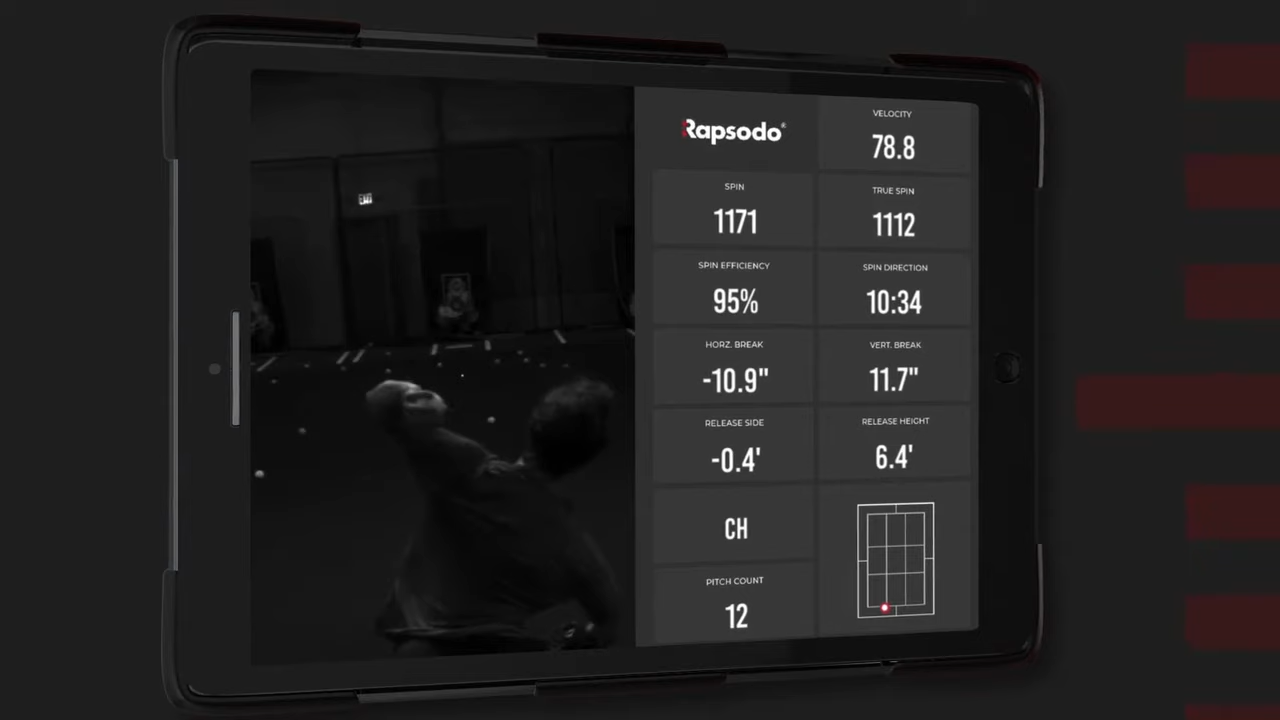 Rapsodo®
VELOCITY
78.8
SPIN
1171
TRUE SPIN
1112
SPIN EFFICIENCY
95%
SPIN DIRECTION
10:34
HORZ. BREAK
-10.9"
VERT. BREAK
11.7"
RELEASE SIDE
-0.4'
RELEASE HEIGHT
6.4'
CH
PITCH COUNT
12